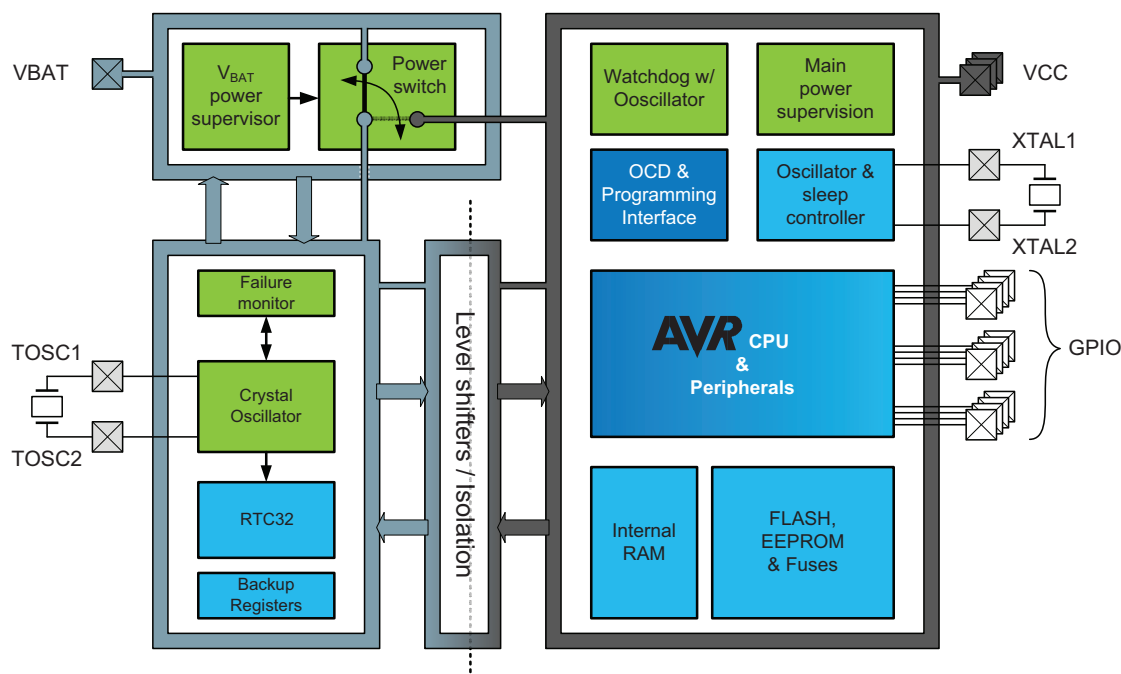 VBAT
VBAT
power
supervisor
Power
switch
Watchdog w/
Ooscillator
Main
power
supervision
VCC
OCD &
Programming
Interface
Oscillator &
sleep
controller
XTAL1
XTAL2
Failure
monitor
TOSC1
TOSC2
Crystal
Oscillator
RTC32
Backup
Registers
Level shifters / Isolation
AVR CPU
&
Peripherals
GPIO
Internal
RAM
FLASH,
EEPROM
& Fuses